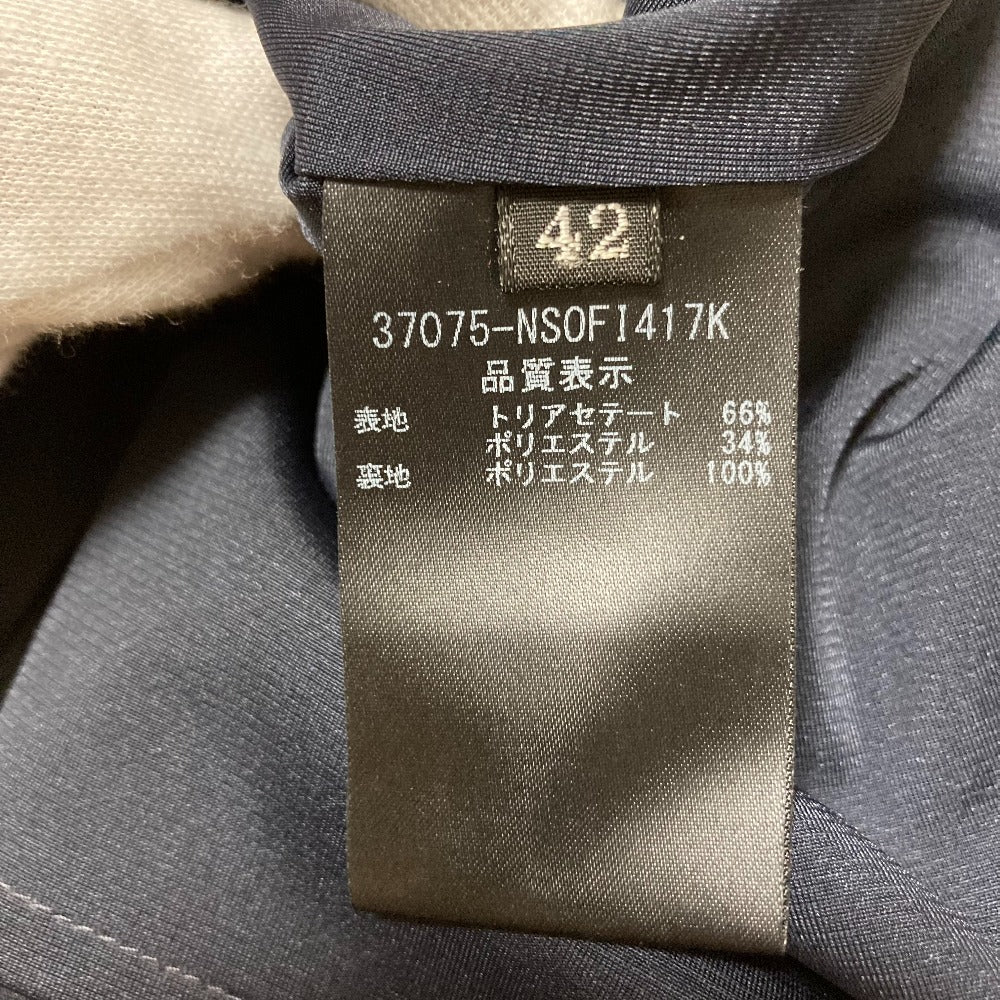 42
37075-NSOFI417K
品質表示
表地 トリアセテート 66%
ポリエステル 34%
裏地 ポリエステル 100%